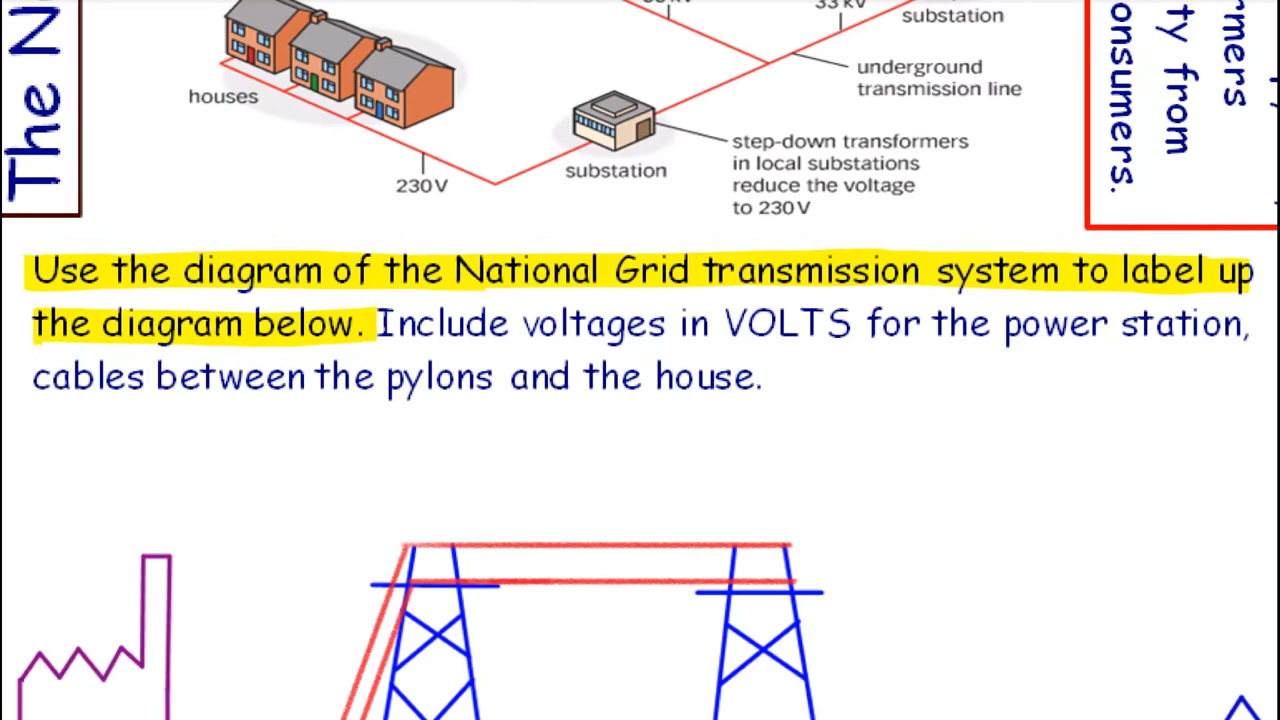 The N
33 kV
substation
underground
transmission line
houses
step-down transformers
in local substations
reduce the voltage
to 230 V
substation
230 V
rmers
ty from
onsumers.
Use the diagram of the National Grid transmission system to label up
the diagram below. Include voltages in VOLTS for the power station,
cables between the pylons and the house.